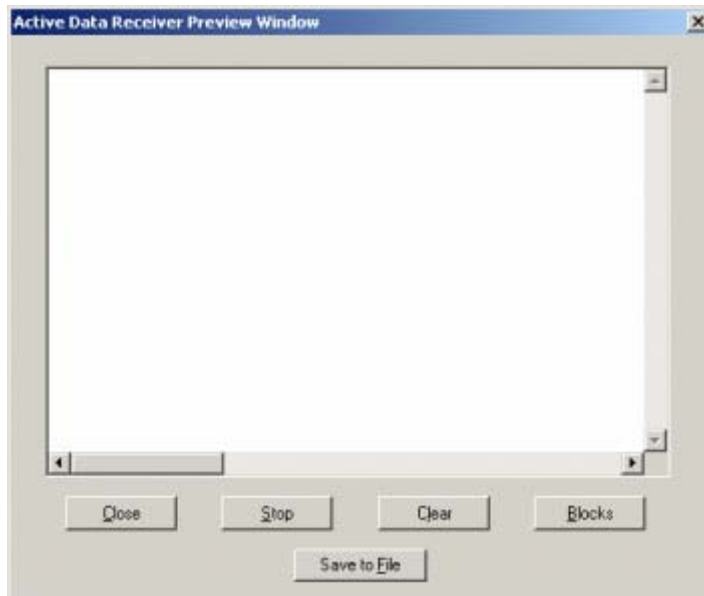 Active Data Receiver Preview Window
Close Stop Clear Blocks
Save to File